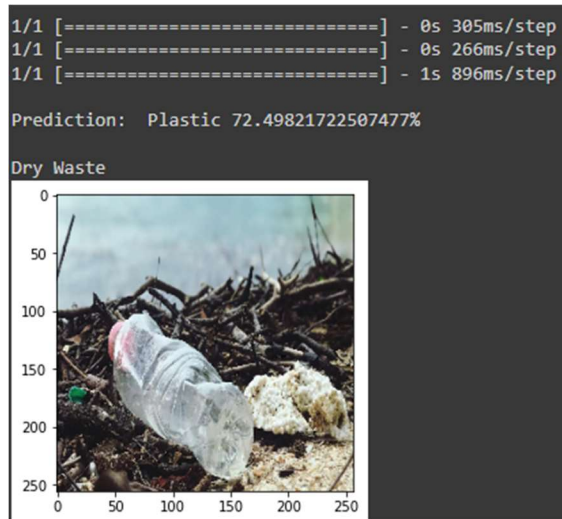 1/1 [==============================] - 0s 305ms/step
1/1 [==============================] - 0s 266ms/step
1/1 [==============================] - 1s 896ms/step
Prediction:  Plastic 72.49821722507477%
Dry Waste
0
50
100
150
200
250
0 50 100 150 200 250